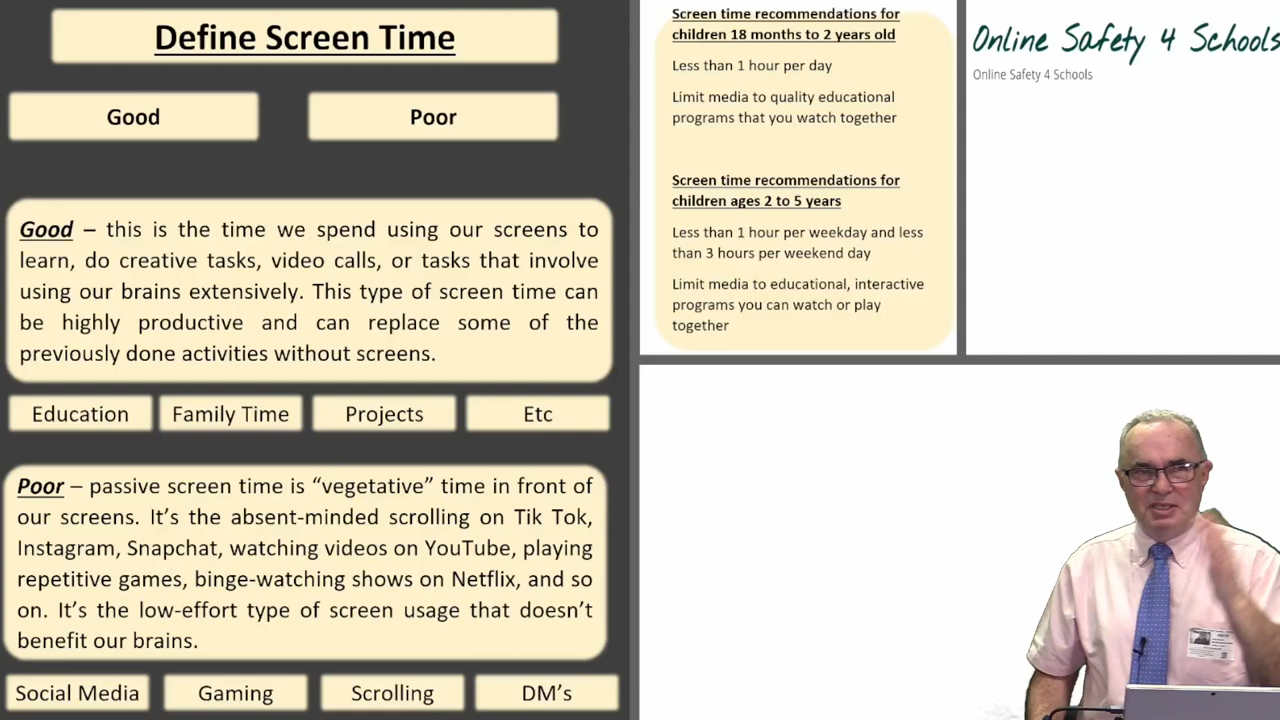 Define Screen Time
Good
Poor
Good – this is the time we spend using our screens to
learn, do creative tasks, video calls, or tasks that involve
using our brains extensively. This type of screen time can
be highly productive and can replace some of the
previously done activities without screens.
Education
Family Time
Projects
Etc
Poor – passive screen time is “vegetative” time in front of
our screens. It’s the absent-minded scrolling on Tik Tok,
Instagram, Snapchat, watching videos on YouTube, playing
repetitive games, binge-watching shows on Netflix, and so
on. It’s the low-effort type of screen usage that doesn’t
benefit our brains.
Social Media
Gaming
Scrolling
DM’s
Screen time recommendations for
children 18 months to 2 years old
Less than 1 hour per day
Limit media to quality educational
programs that you watch together
Screen time recommendations for
children ages 2 to 5 years
Less than 1 hour per weekday and less
than 3 hours per weekend day
Limit media to educational, interactive
programs you can watch or play
together
Online Safety 4 Schools
Online Safety 4 Schools